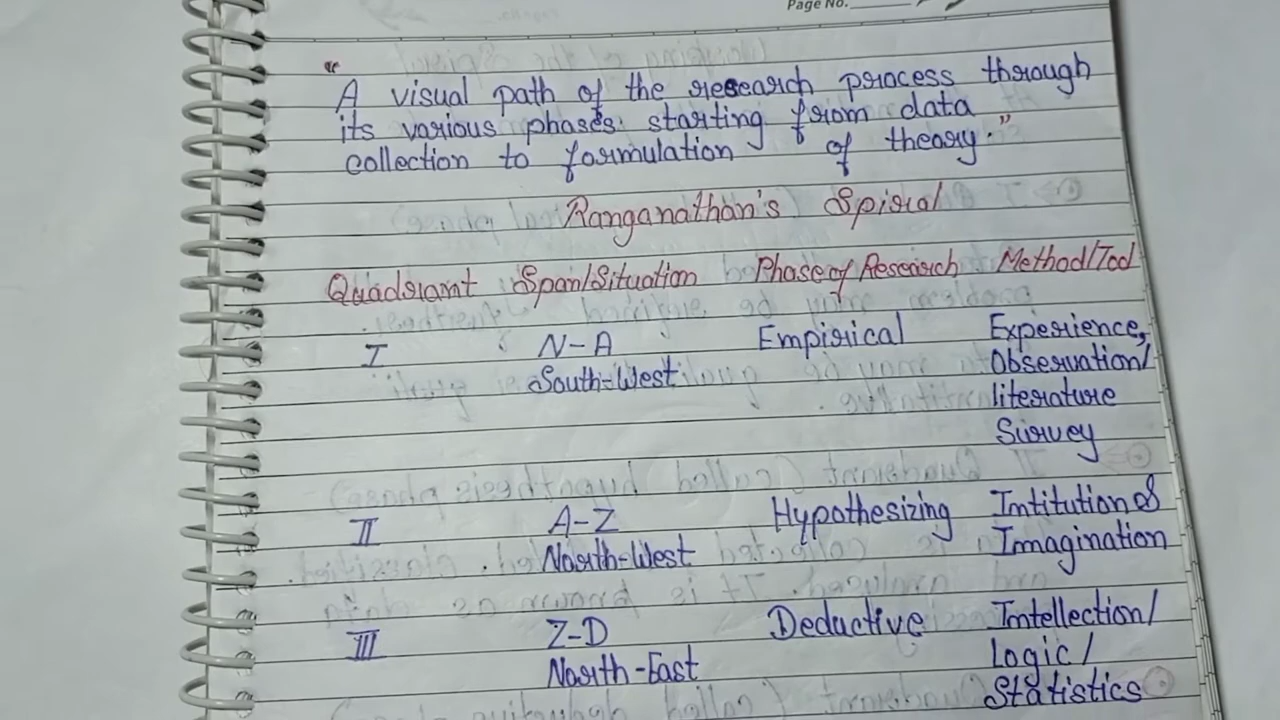 Page No.
"A visual path of the research process through
its various phases starting from data
collection to formulation of theory."
Ranganathan's Spiral
Quadrant Span/Situation Phase of Research Method/Tool
I N-A Empirical Experience,
South-West Observation/
literature
Survey
II A-Z Hypothesizing Intitution &
North-West Imagination
III Z-D Deductive Intellection/
North-East Logic/
Statistics